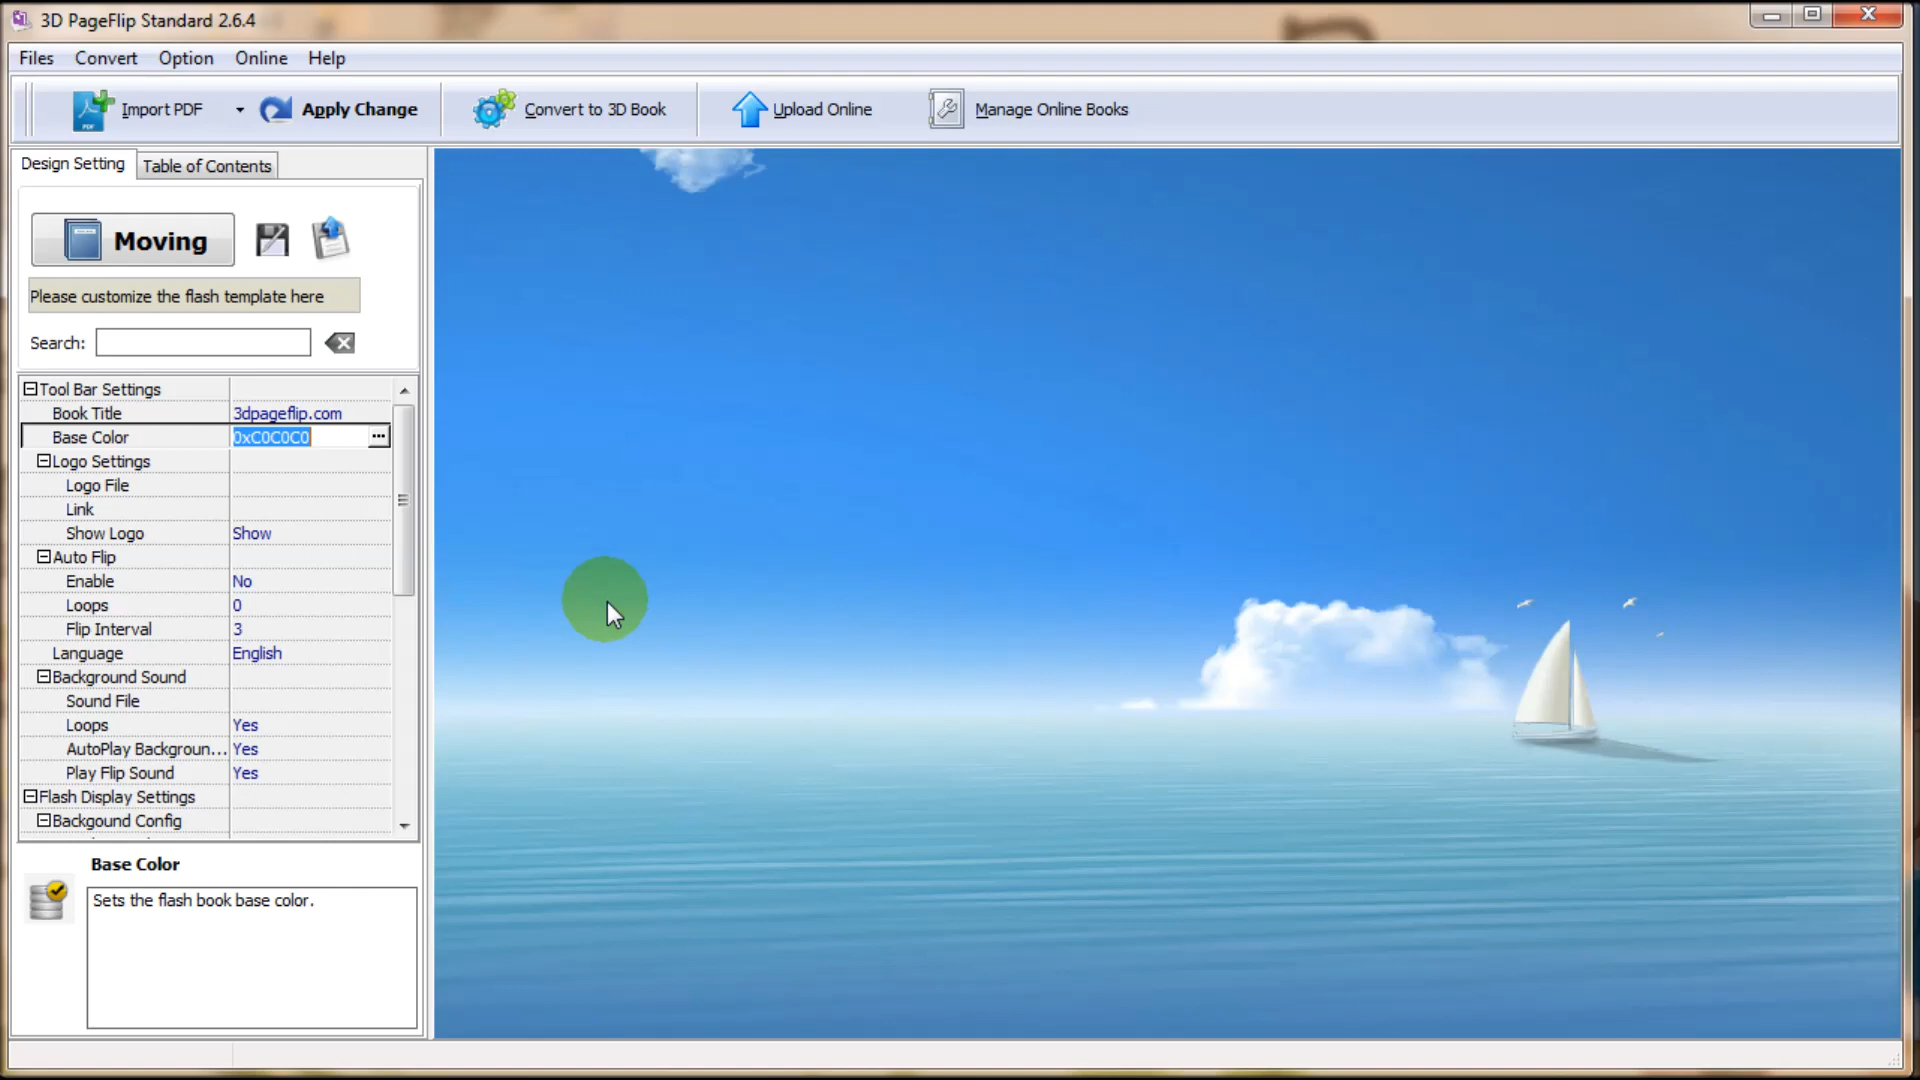 3D PageFlip Standard 2.6.4
Files Convert Option Online Help
Import PDF Apply Change Convert to 3D Book Upload Online Manage Online Books
Design Setting Table of Contents
Moving
Please customize the flash template here
Search:
Tool Bar Settings
Book Title 3dpageflip.com
Base Color 0xC0C0C0 ...
Logo Settings
Logo File
Link
Show Logo Show
Auto Flip
Enable No
Loops 0
Flip Interval 3
Language English
Background Sound
Sound File
Loops Yes
AutoPlay Backgroun... Yes
Play Flip Sound Yes
Flash Display Settings
Backgound Config
Base Color
Sets the flash book base color.